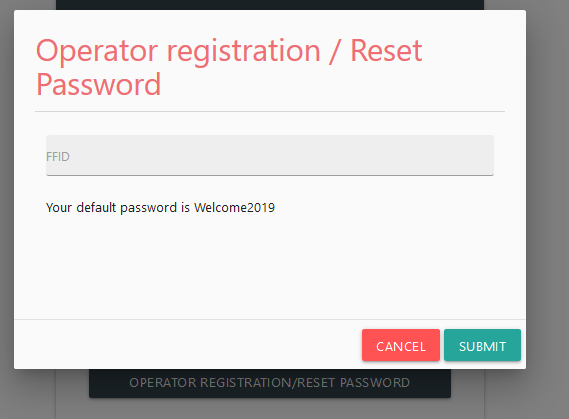 Operator registration / Reset
Password
FFID
Your default password is Welcome2019
CANCEL
SUBMIT
OPERATOR REGISTRATION/RESET PASSWORD